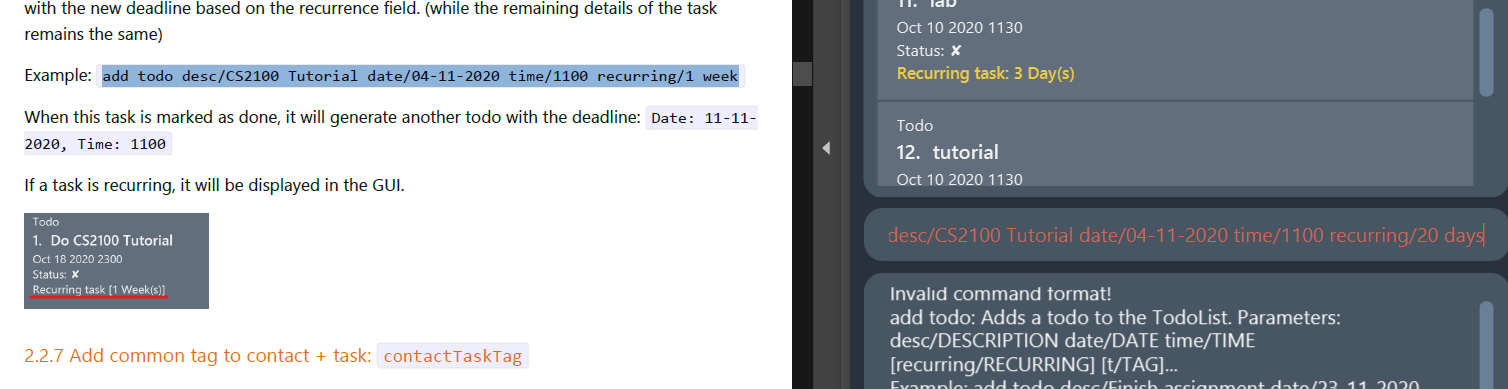 with the new deadline based on the recurrence field. (while the remaining details of the task
remains the same)
Example: add todo desc/CS2100 Tutorial date/04-11-2020 time/1100 recurring/1 week
When this task is marked as done, it will generate another todo with the deadline: Date: 11-11-
2020, Time: 1100
If a task is recurring, it will be displayed in the GUI.
Todo
1. Do CS2100 Tutorial
Oct 18 2020 2300
Status: ✘
Recurring task [1 Week(s)]
2.2.7 Add common tag to contact + task: contactTaskTag
11. lab
Oct 10 2020 1130
Status: ✘
Recurring task: 3 Day(s)
Todo
12. tutorial
Oct 10 2020 1130
desc/CS2100 Tutorial date/04-11-2020 time/1100 recurring/20 days
Invalid command format!
add todo: Adds a todo to the TodoList. Parameters:
desc/DESCRIPTION date/DATE time/TIME
[recurring/RECURRING] [t/TAG]...
Example: add todo desc/Finish assignment date/23-11-2020